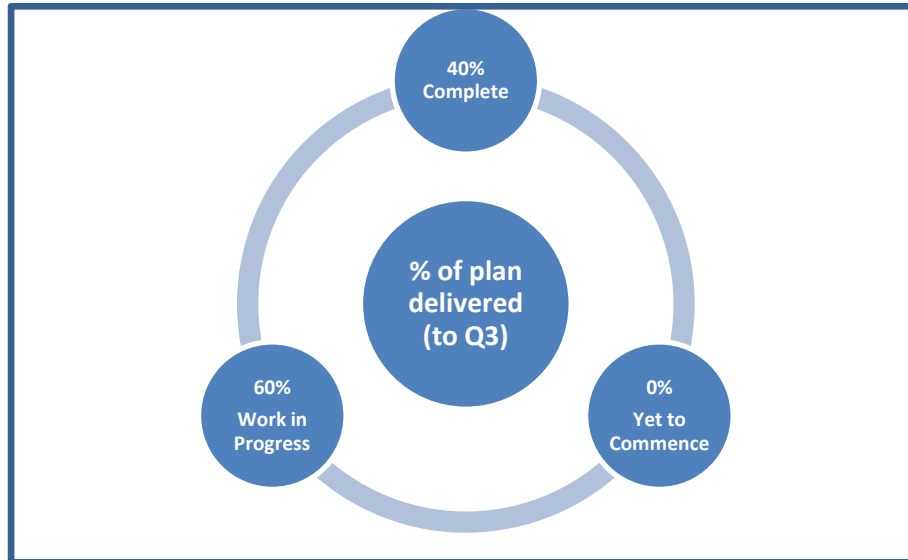 40%
Complete
% of plan
delivered
(to Q3)
60%
Work in
Progress
0%
Yet to
Commence